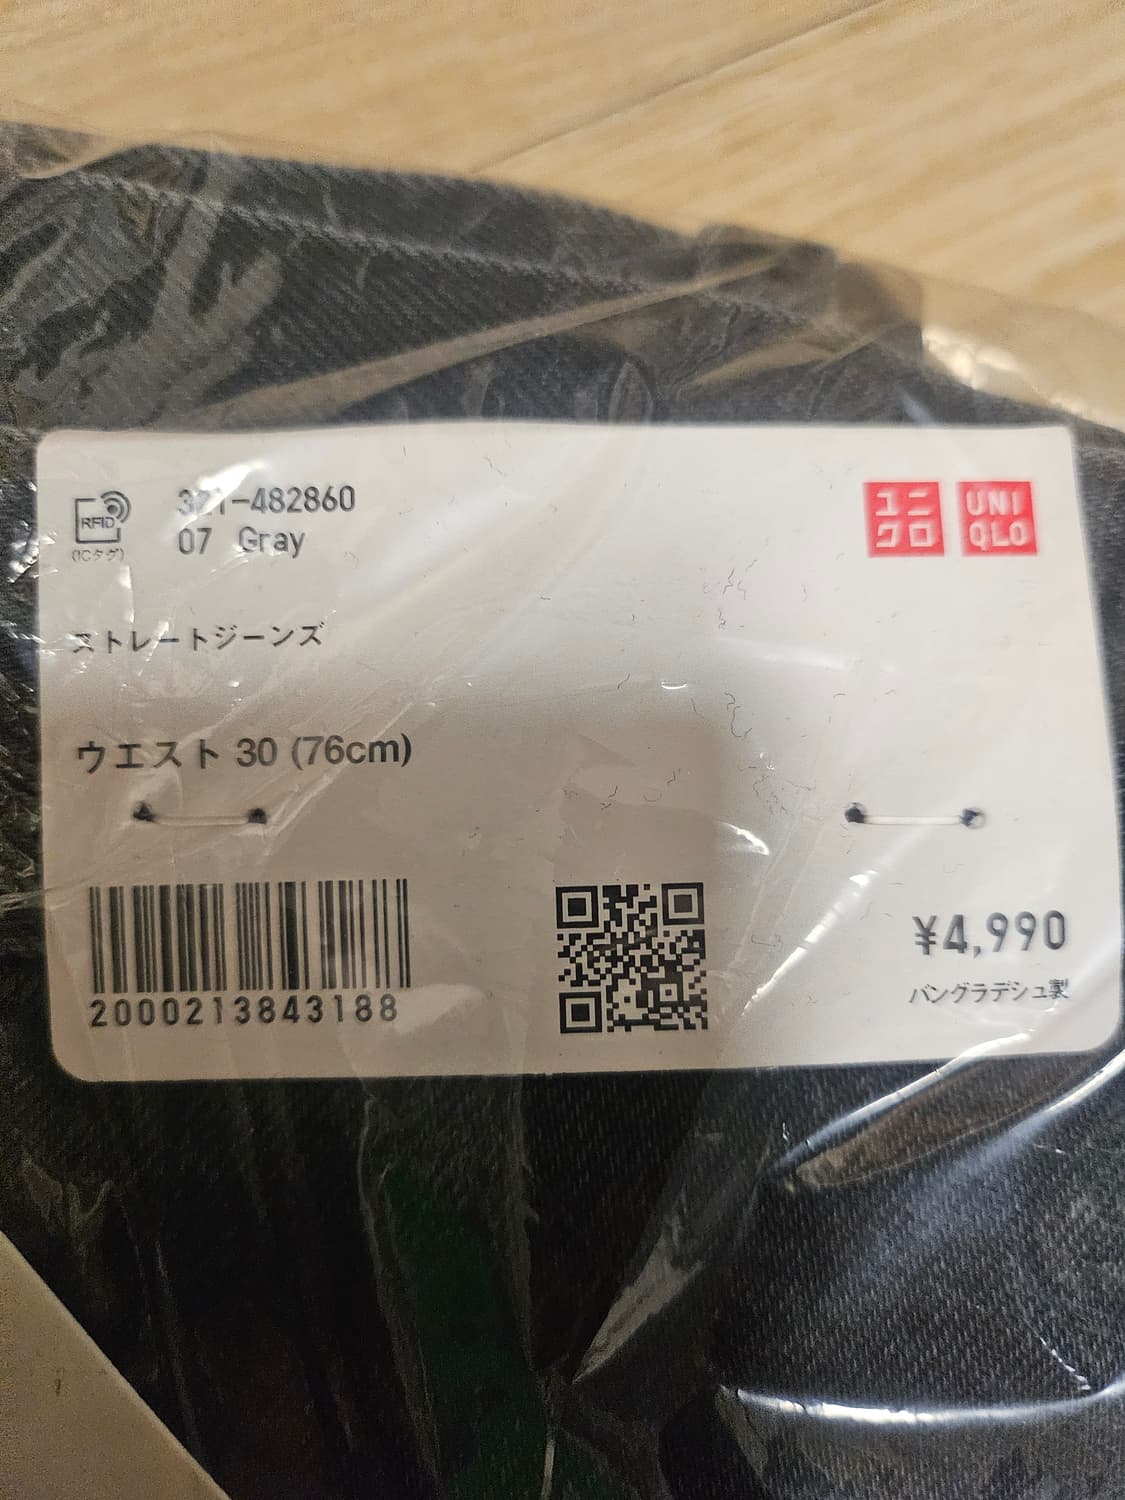 RFID
(ICタグ)
321-482860
07 Gray
ユニクロ
UNIQLO
ストレートジーンズ
ウエスト 30 (76cm)
2000213843188
¥4,990
バングラデシュ製